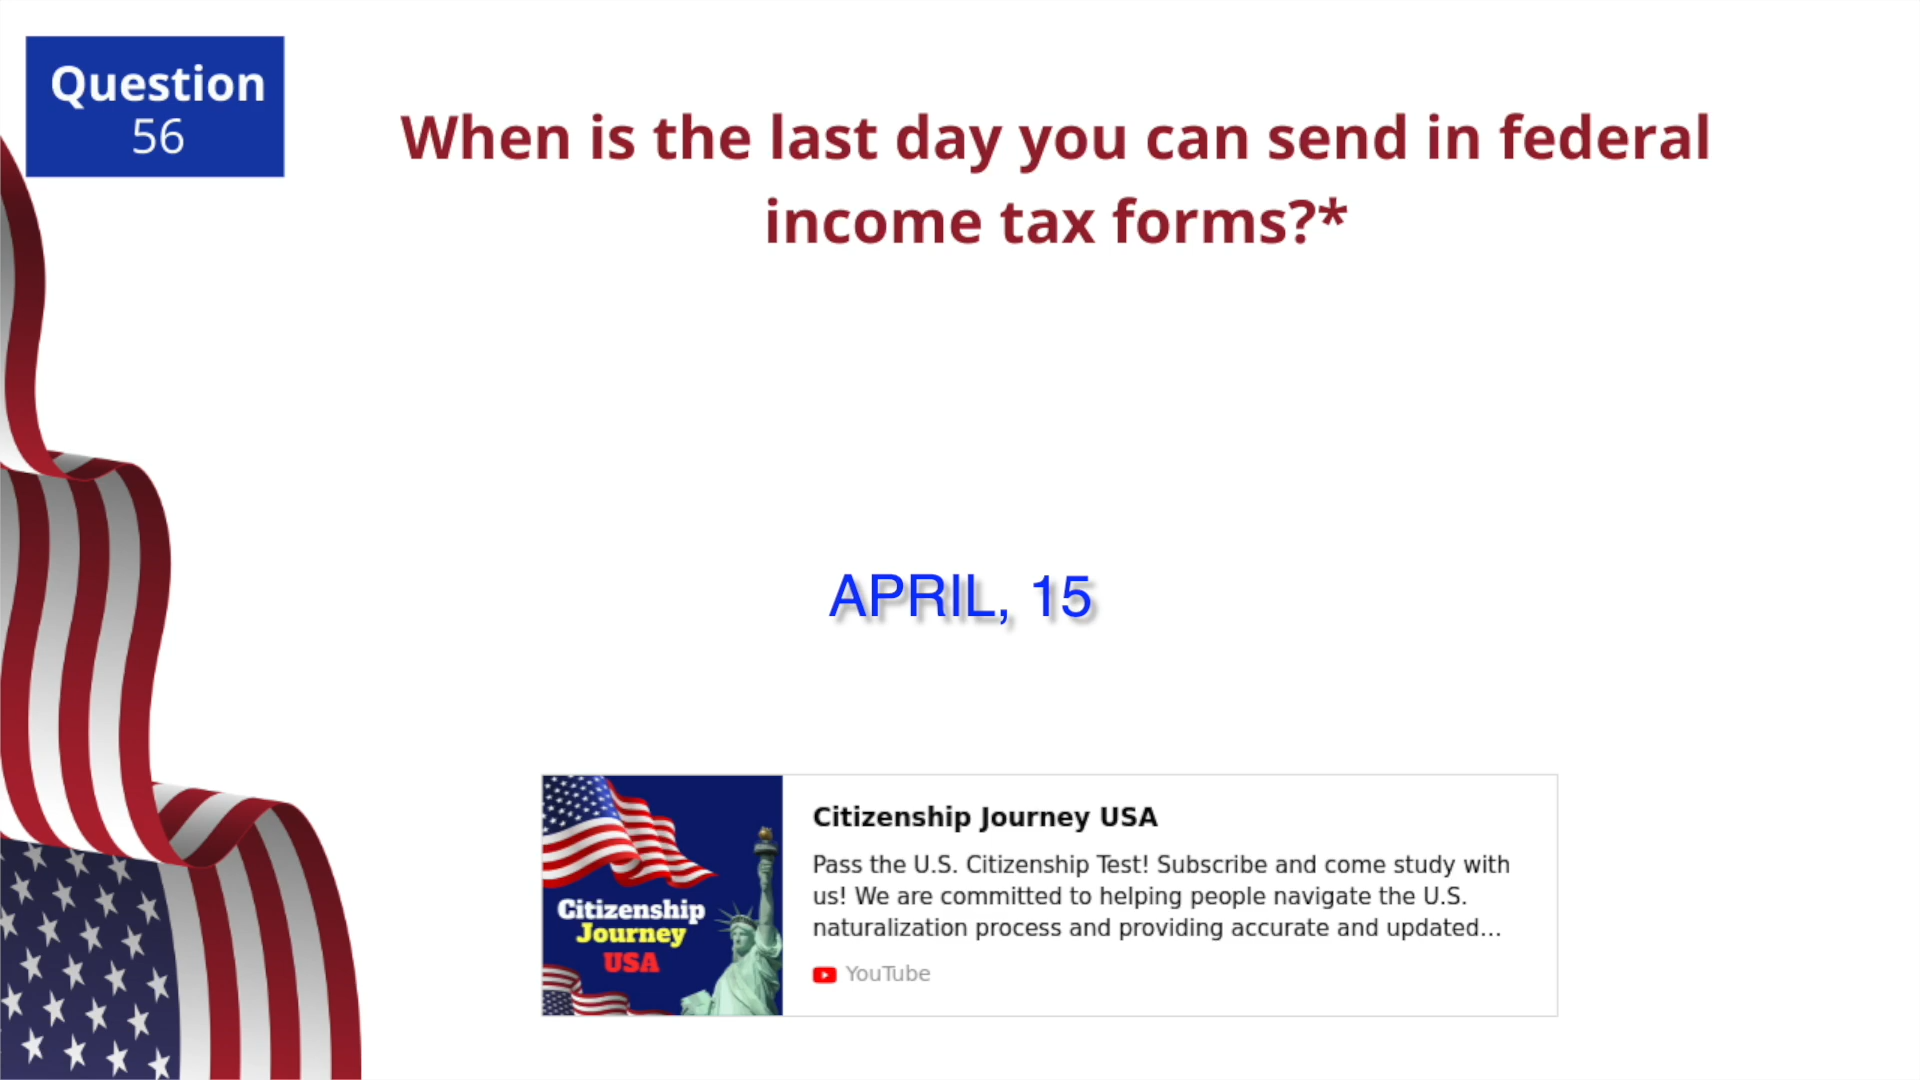 Question
56
When is the last day you can send in federal
income tax forms?*
APRIL, 15
Citizenship
Journey
USA
Citizenship Journey USA
Pass the U.S. Citizenship Test! Subscribe and come study with
us! We are committed to helping people navigate the U.S.
naturalization process and providing accurate and updated...
YouTube